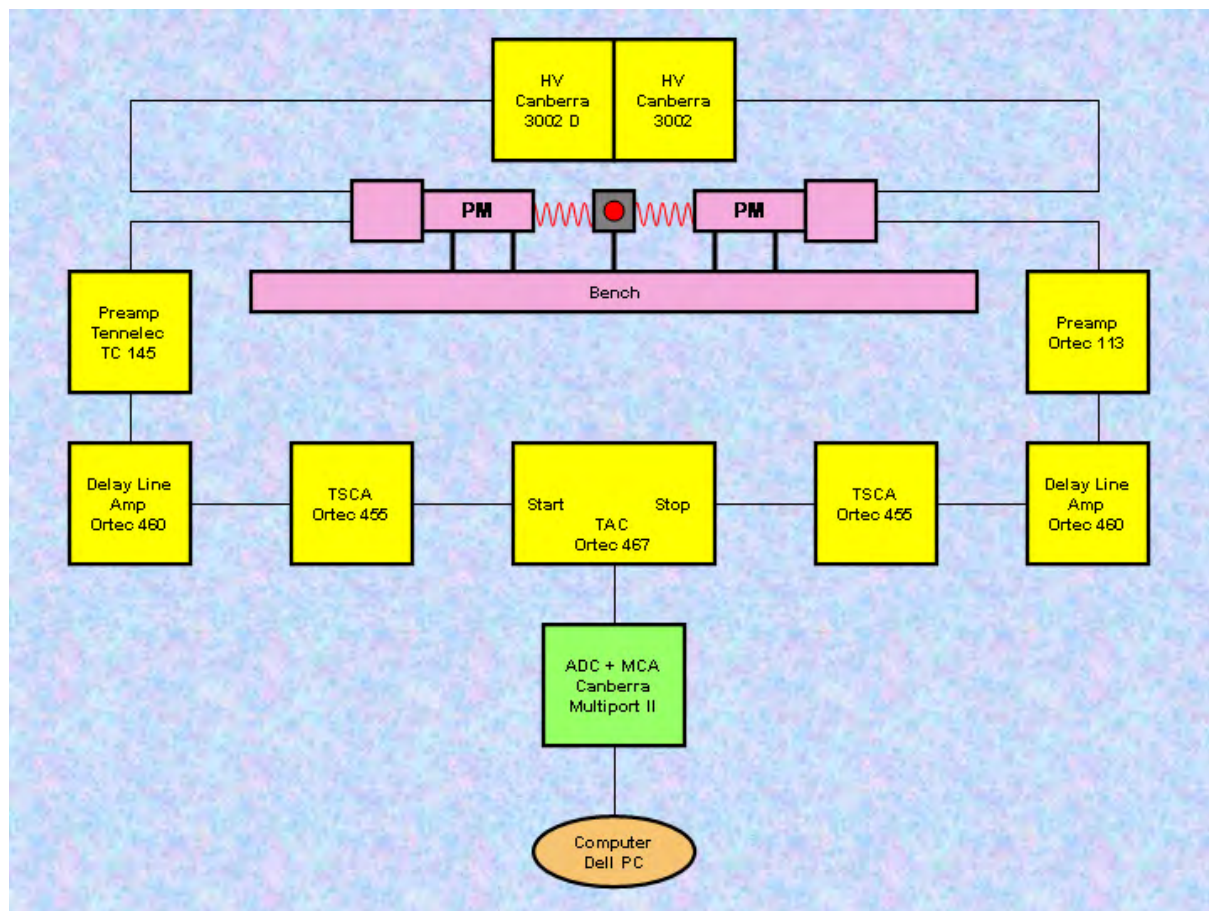 HV
Canberra
3002 D
HV
Canberra
3002
PM
PM
Bench
Preamp
Tennelec
TC 145
Preamp
Ortec 113
Delay Line
Amp
Ortec 460
TSCA
Ortec 455
Start
Stop
TAC
Ortec 467
TSCA
Ortec 455
Delay Line
Amp
Ortec 460
ADC + MCA
Canberra
Multiport II
Computer
Dell PC